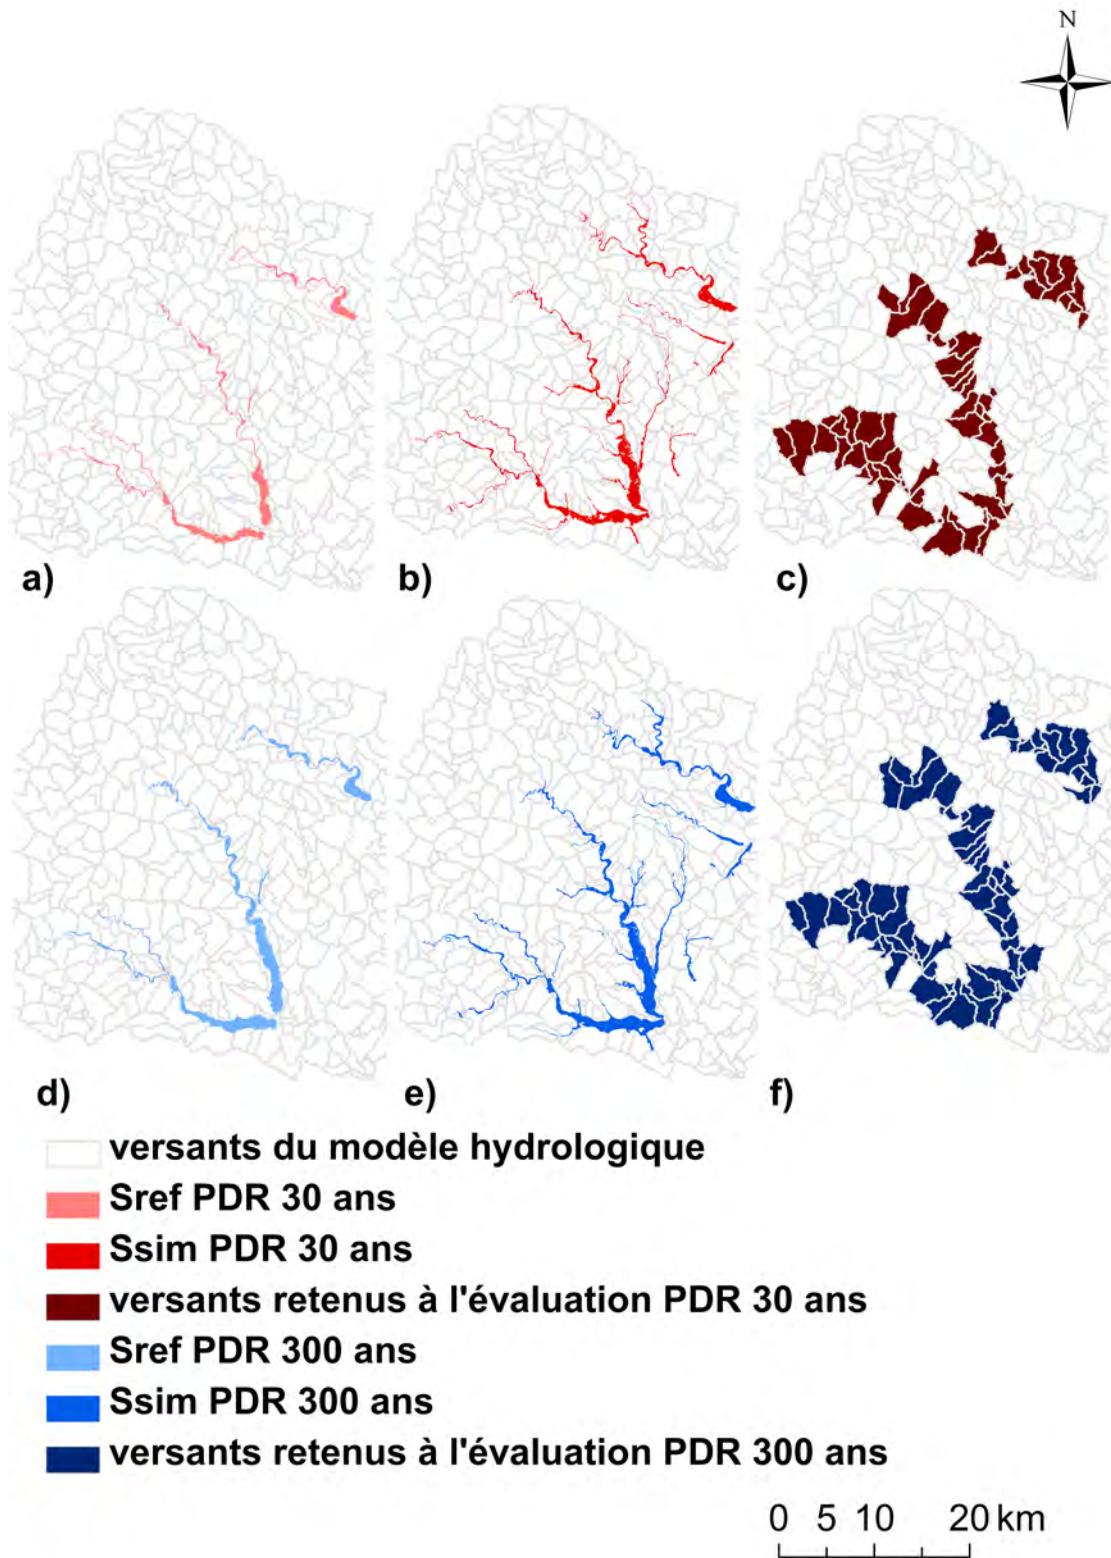 N
a)
b)
c)
d)
e)
f)
versants du modèle hydrologique
Sref PDR 30 ans
Ssim PDR 30 ans
versants retenus à l'évaluation PDR 30 ans
Sref PDR 300 ans
Ssim PDR 300 ans
versants retenus à l'évaluation PDR 300 ans
0 5 10 20 km